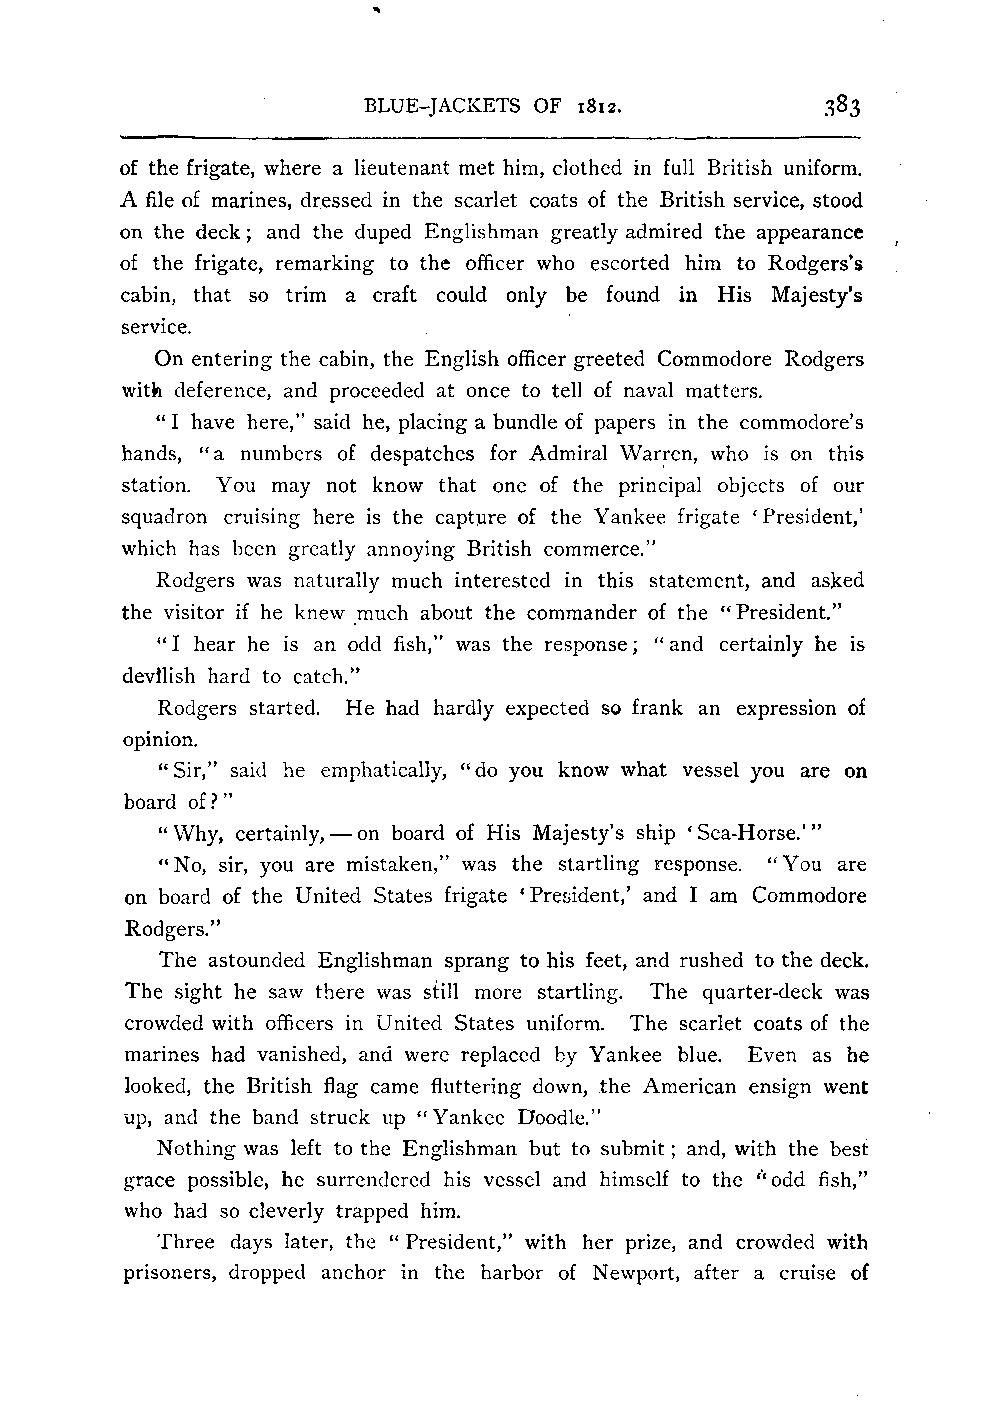 BLUE-JACKETS OF 1812. 383
of the frigate, where a lieutenant met him, clothed in full British uniform.
A file of marines, dressed in the scarlet coats of the British service, stood
on the deck; and the duped Englishman greatly admired the appearance
of the frigate, remarking to the officer who escorted him to Rodgers's
cabin, that so trim a craft could only be found in His Majesty's
service.
On entering the cabin, the English officer greeted Commodore Rodgers
with deference, and proceeded at once to tell of naval matters.
"I have here," said he, placing a bundle of papers in the commodore's
hands, "a numbers of despatches for Admiral Warren, who is on this
station. You may not know that one of the principal objects of our
squadron cruising here is the capture of the Yankee frigate 'President,'
which has been greatly annoying British commerce."
Rodgers was naturally much interested in this statement, and asked
the visitor if he knew much about the commander of the "President."
"I hear he is an odd fish," was the response; "and certainly he is
devilish hard to catch."
Rodgers started. He had hardly expected so frank an expression of
opinion.
"Sir," said he emphatically, "do you know what vessel you are on
board of?"
"Why, certainly,—on board of His Majesty's ship 'Sea-Horse.'"
"No, sir, you are mistaken," was the startling response. "You are
on board of the United States frigate 'President,' and I am Commodore
Rodgers."
The astounded Englishman sprang to his feet, and rushed to the deck.
The sight he saw there was still more startling. The quarter-deck was
crowded with officers in United States uniform. The scarlet coats of the
marines had vanished, and were replaced by Yankee blue. Even as he
looked, the British flag came fluttering down, the American ensign went
up, and the band struck up "Yankee Doodle."
Nothing was left to the Englishman but to submit; and, with the best
grace possible, he surrendered his vessel and himself to the "odd fish,"
who had so cleverly trapped him.
Three days later, the "President," with her prize, and crowded with
prisoners, dropped anchor in the harbor of Newport, after a cruise of